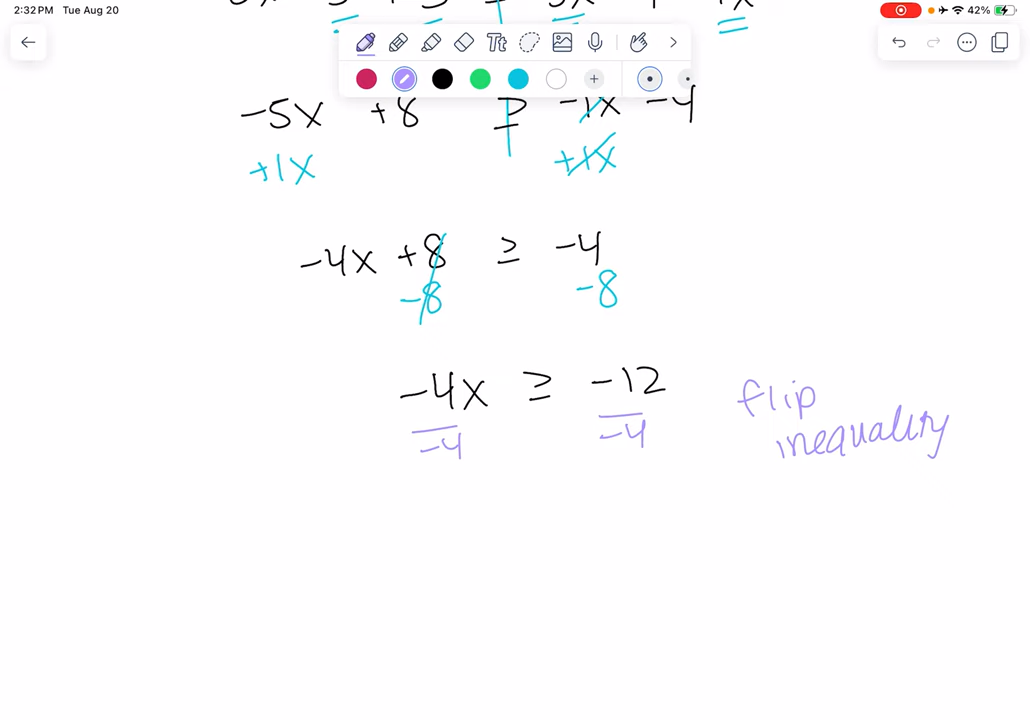 2:32 PM Tue Aug 20 42%
Tt
-5x +8 ≥ -1x -4
+1x +1x
-4x +8 ≥ -4
-8 -8
-4x ≥ -12
-4 -4
flip
inequality